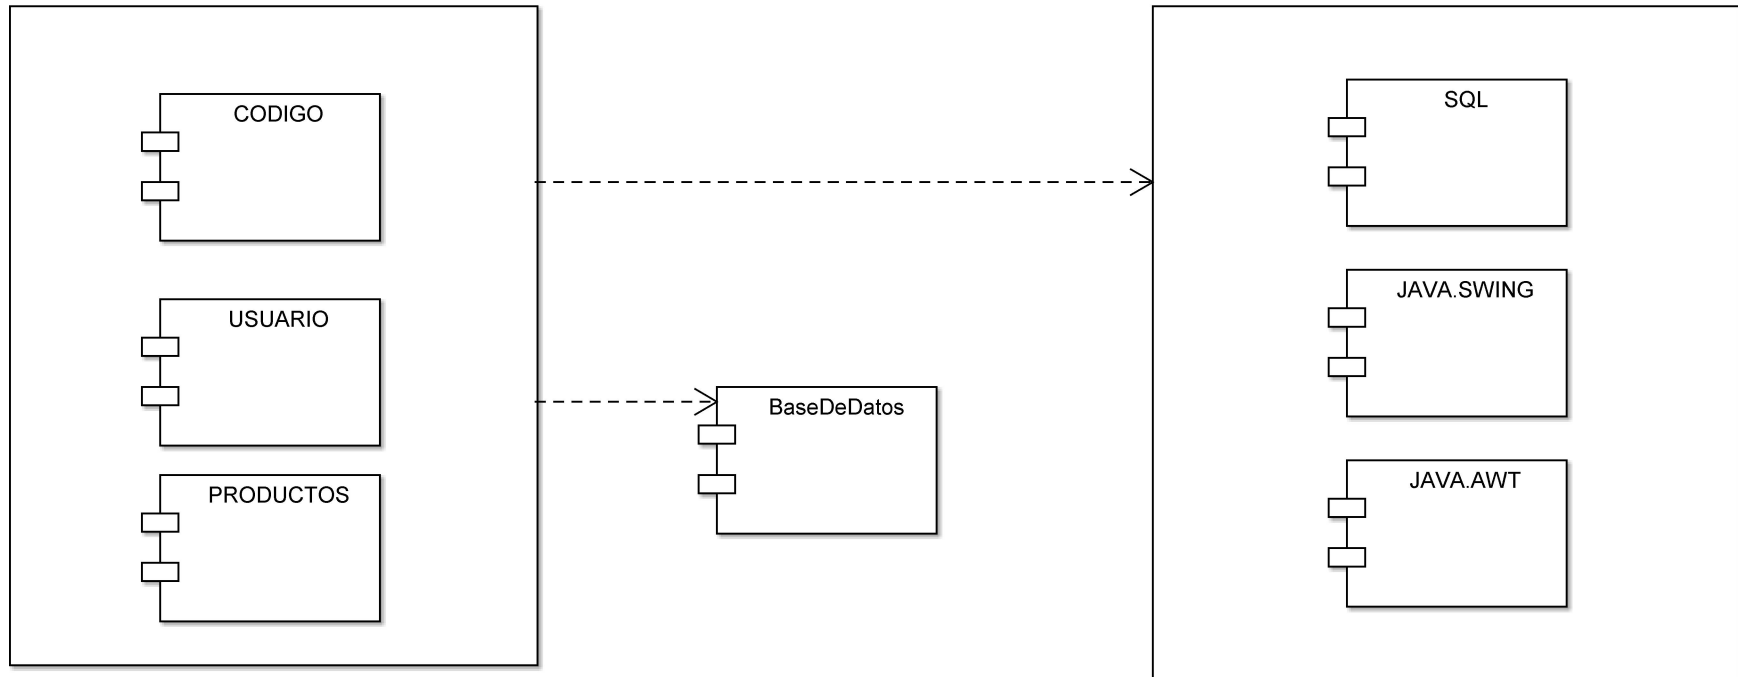 CODIGO
USUARIO
PRODUCTOS
BaseDeDatos
SQL
JAVA.SWING
JAVA.AWT